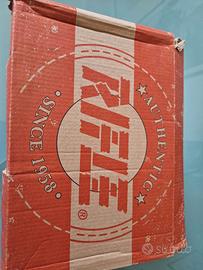 AUTHENTIC
RIFLE®
SINCE 1958
subito